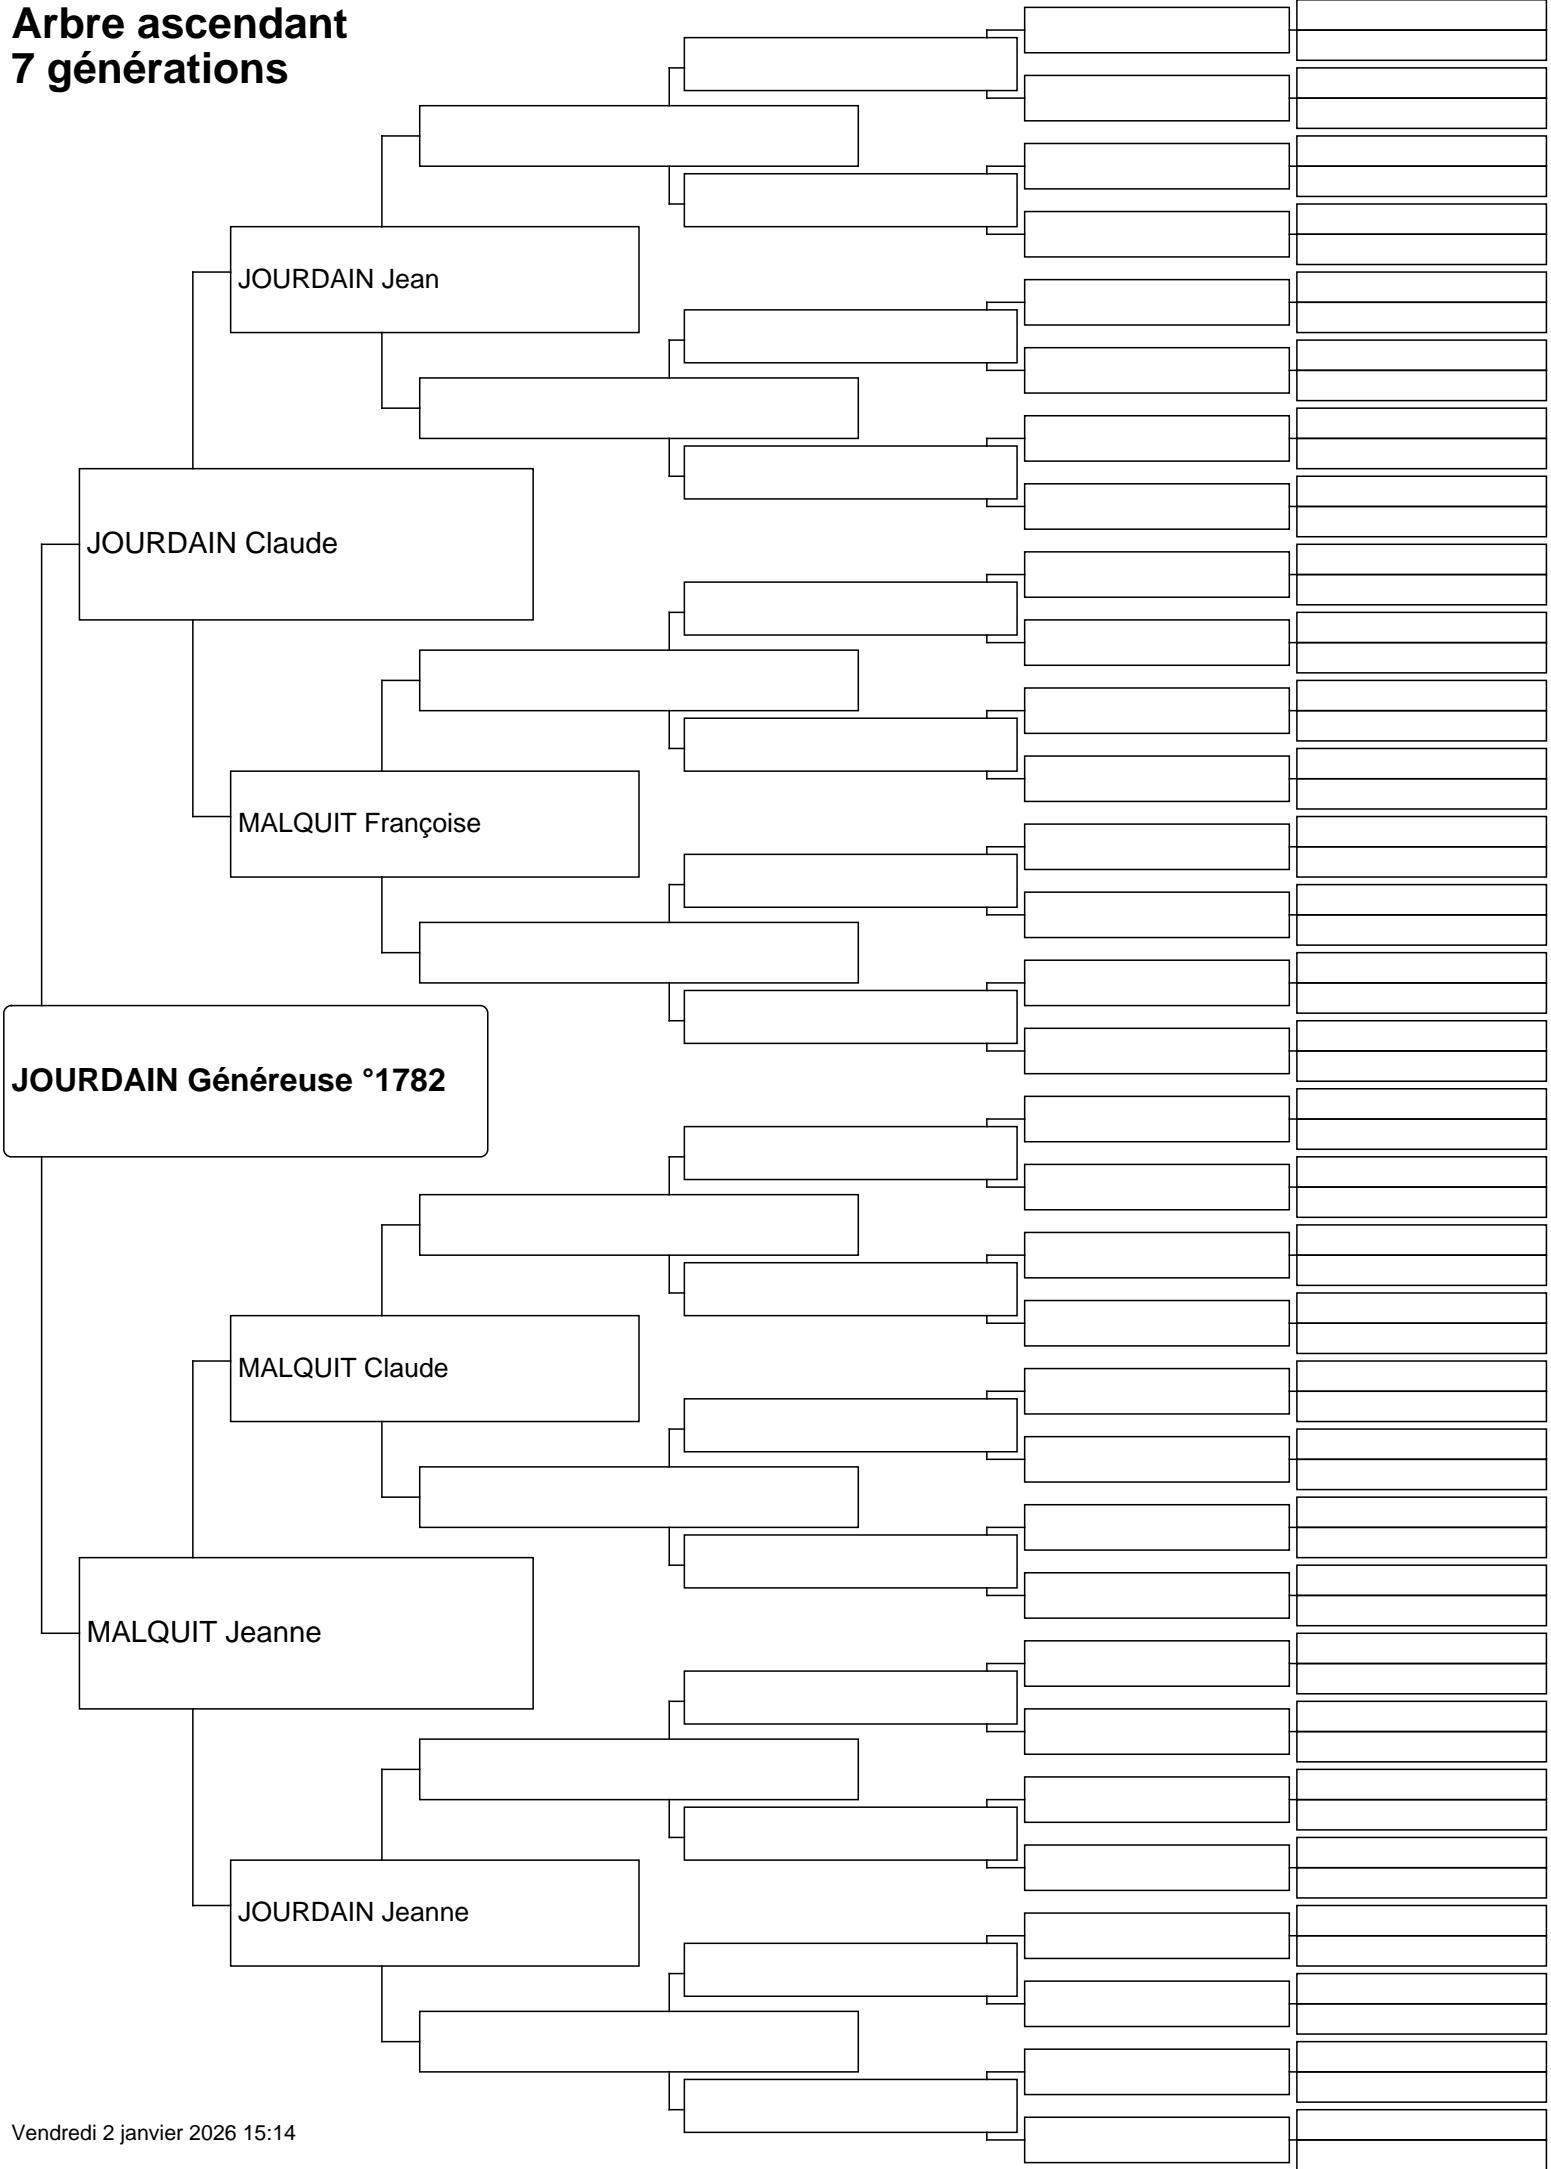 Arbre ascendant
7 générations
JOURDAIN Jean
JOURDAIN Claude
MALQUIT Françoise
JOURDAIN Généreuse °1782
MALQUIT Claude
MALQUIT Jeanne
JOURDAIN Jeanne
Vendredi 2 janvier 2026 15:14